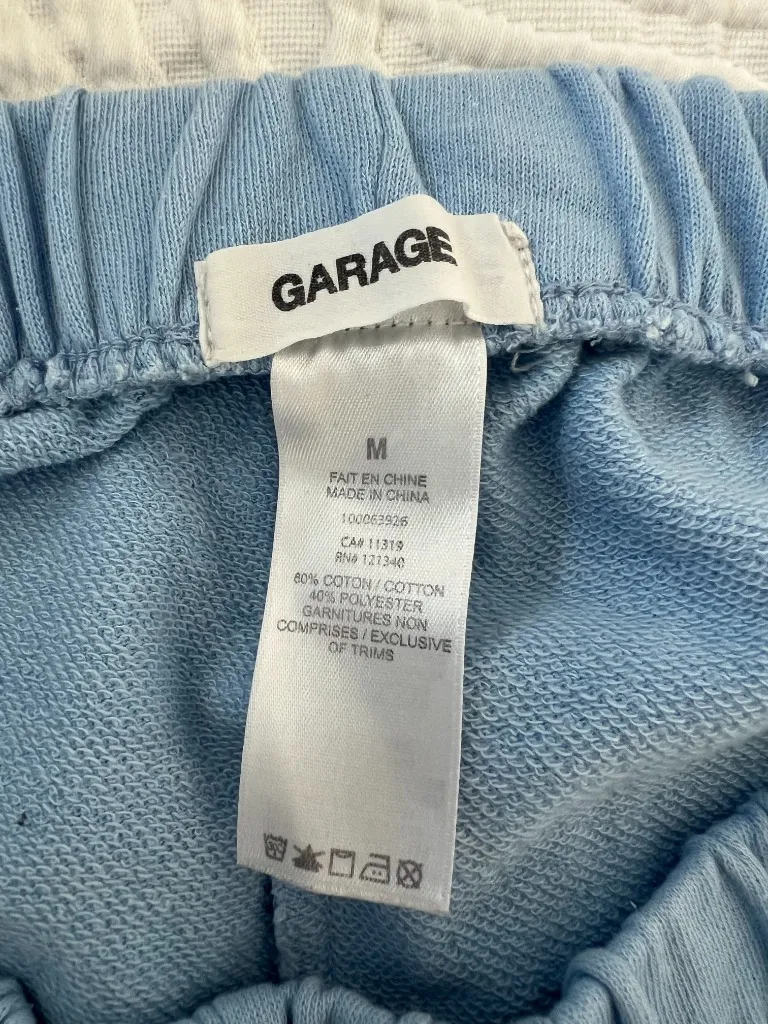 GARAGE
M
FAIT EN CHINE
MADE IN CHINA
100063926
CA# 11319
RN# 121340
60% COTON / COTTON
40% POLYESTER
GARNITURES NON
COMPRISES / EXCLUSIVE
OF TRIMS
30